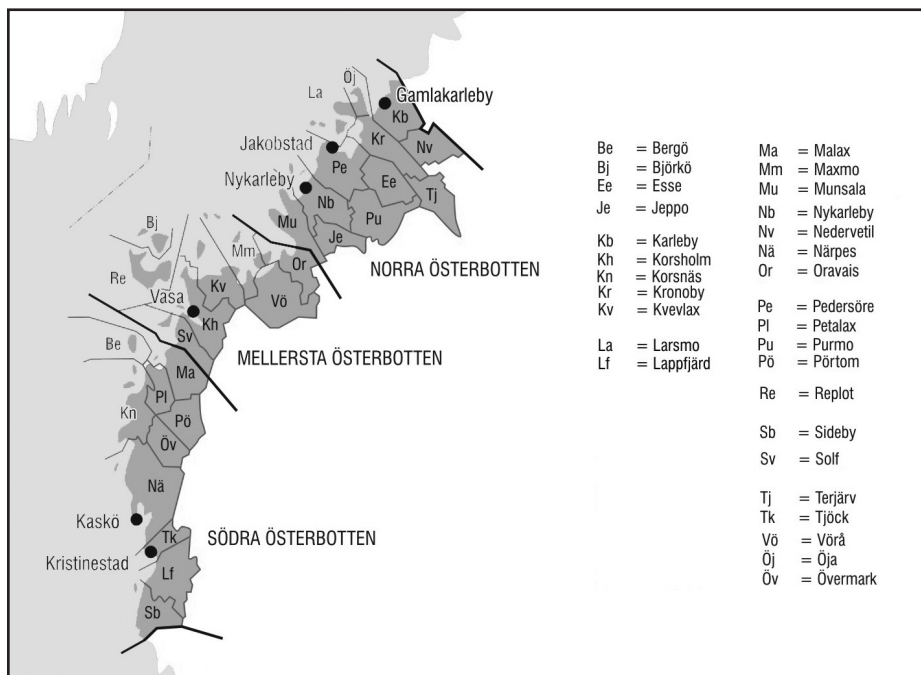 Öj
La
Gamlakarleby
Kb
Jakobstad
Kr
Nv
Pe
Nykarleby
Ee
Tj
Nb
Pu
Mu
Je
Bj
Mm
Or
NORRA ÖSTERBOTTEN
Re
Kv
Vö
Vasa
Kh
Sv
MELLERSTA ÖSTERBOTTEN
Be
Ma
Pl
Kn
Pö
Öv
Nä
Kaskö
Tk
SÖDRA ÖSTERBOTTEN
Kristinestad
Lf
Sb
Be = Bergö
Bj = Björkö
Ee = Esse
Je = Jeppo
Kb = Karleby
Kh = Korsholm
Kn = Korsnäs
Kr = Kronoby
Kv = Kvevlax
La = Larsmo
Lf = Lappfjärd
Ma = Malax
Mm = Maxmo
Mu = Munsala
Nb = Nykarleby
Nv = Nedervetil
Nä = Närpes
Or = Oravais
Pe = Pedersöre
Pl = Petalax
Pu = Purmo
Pö = Pörtom
Re = Replot
Sb = Sideby
Sv = Solf
Tj = Terjärv
Tk = Tjöck
Vö = Vörå
Öj = Öja
Öv = Övermark